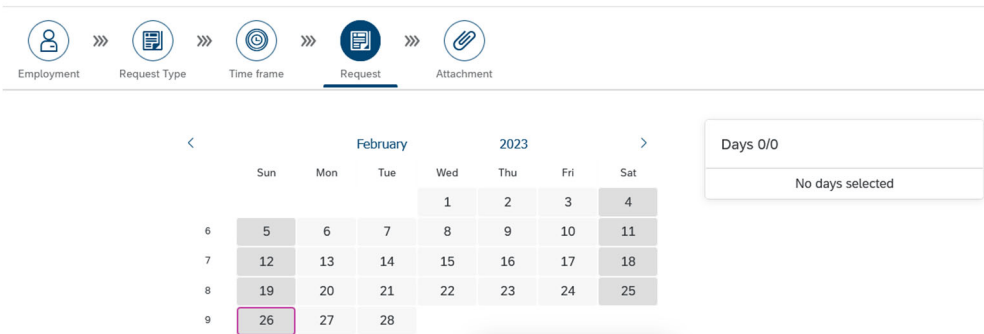 Employment Request Type Time frame Request Attachment
February 2023
Days 0/0
Sun Mon Tue Wed Thu Fri Sat
No days selected
1 2 3 4
6 5 6 7 8 9 10 11
7 12 13 14 15 16 17 18
8 19 20 21 22 23 24 25
9 26 27 28